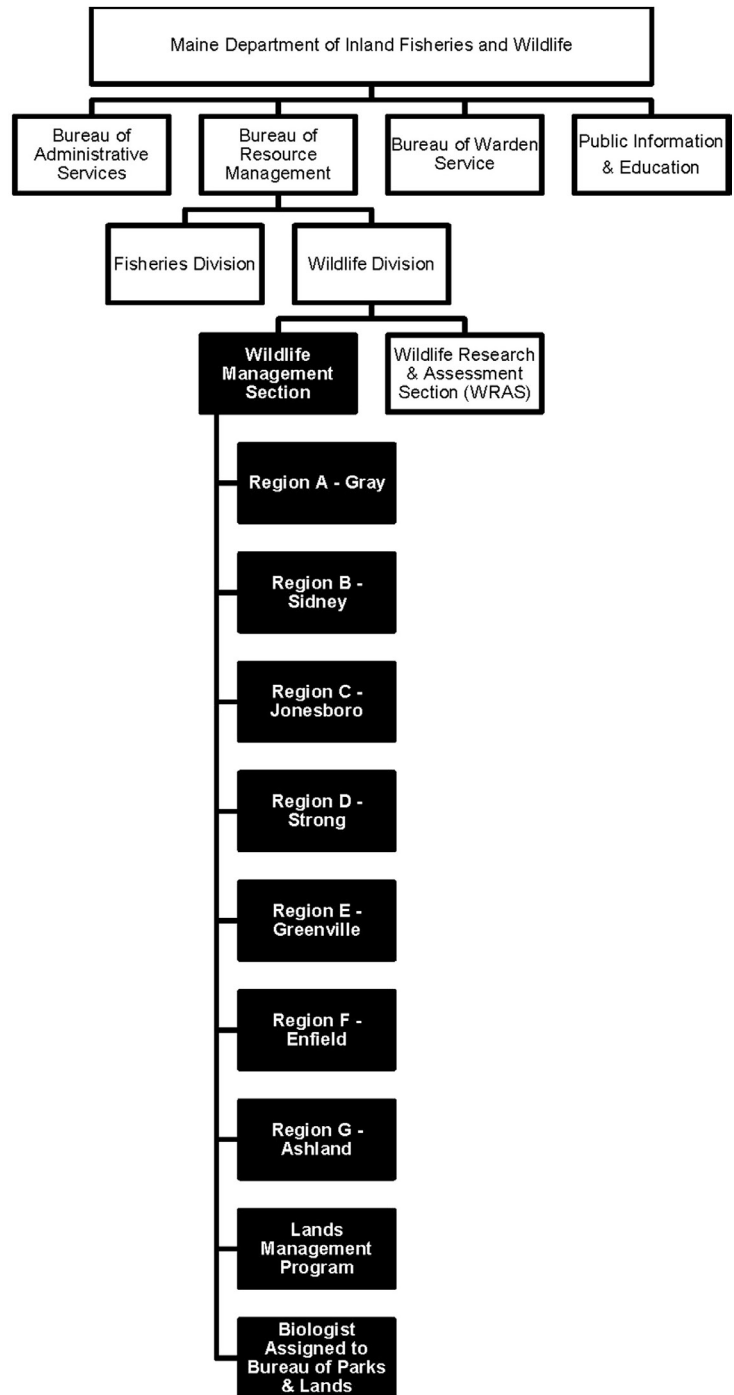 Maine Department of Inland Fisheries and Wildlife
Bureau of
Administrative
Services
Bureau of
Resource
Management
Bureau of Warden
Service
Public Information
& Education
Fisheries Division
Wildlife Division
Wildlife
Management
Section
Wildlife Research
& Assessment
Section (WRAS)
Region A - Gray
Region B -
Sidney
Region C -
Jonesboro
Region D -
Strong
Region E -
Greenville
Region F -
Enfield
Region G -
Ashland
Lands
Management
Program
Biologist
Assigned to
Bureau of Parks
& Lands